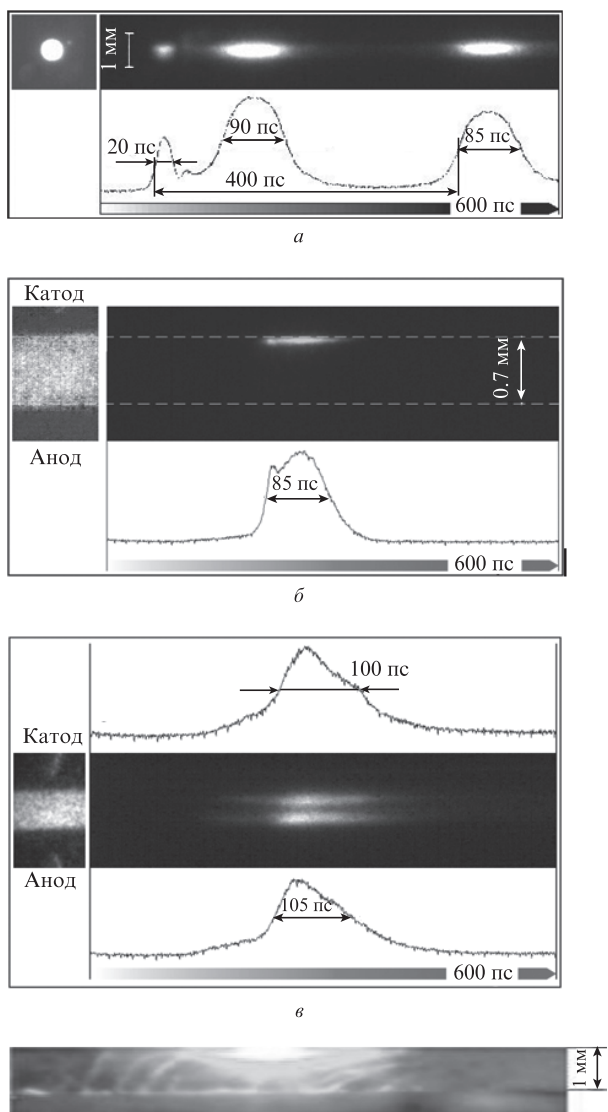 1 мм
20 пс
90 пс
85 пс
400 пс
600 пс
а
Катод
0.7 мм
Анод
85 пс
600 пс
б
100 пс
Катод
Анод
105 пс
600 пс
в
1 мм